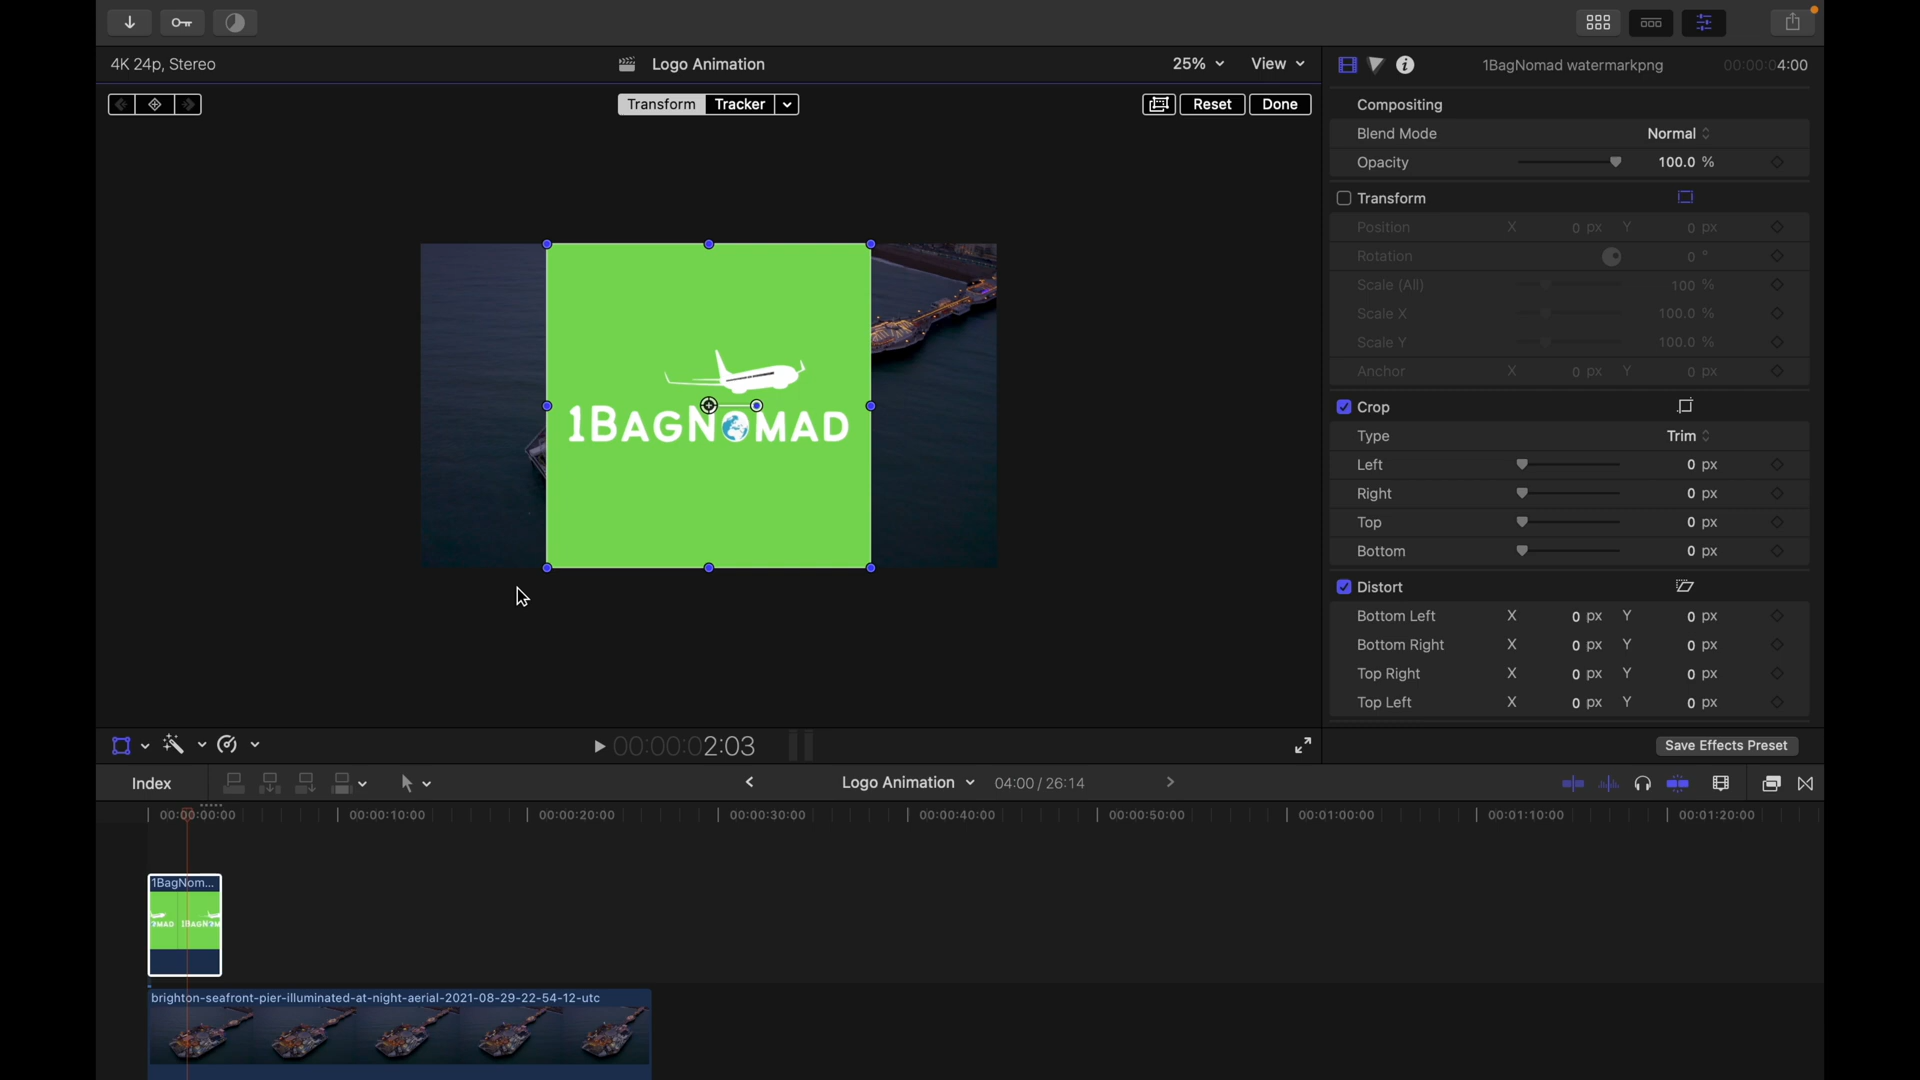 4K 24p, Stereo
Logo Animation
25%
View
1BagNomad watermarkpng
00:00:04:00
Transform
Tracker
Reset
Done
1BAGNOMAD
Compositing
Blend Mode
Normal
Opacity
100.0 %
Transform
Position X 0 px Y 0 px
Rotation 0 °
Scale (All) 100 %
Scale X 100.0 %
Scale Y 100.0 %
Anchor X 0 px Y 0 px
Crop
Type Trim
Left 0 px
Right 0 px
Top 0 px
Bottom 0 px
Distort
Bottom Left X 0 px Y 0 px
Bottom Right X 0 px Y 0 px
Top Right X 0 px Y 0 px
Top Left X 0 px Y 0 px
00:00:02:03
Save Effects Preset
Index
Logo Animation
04:00 / 26:14
00:00:00:00
00:00:10:00
00:00:20:00
00:00:30:00
00:00:40:00
00:00:50:00
00:01:00:00
00:01:10:00
00:01:20:00
1BagNom...
brighton-seafront-pier-illuminated-at-night-aerial-2021-08-29-22-54-12-utc